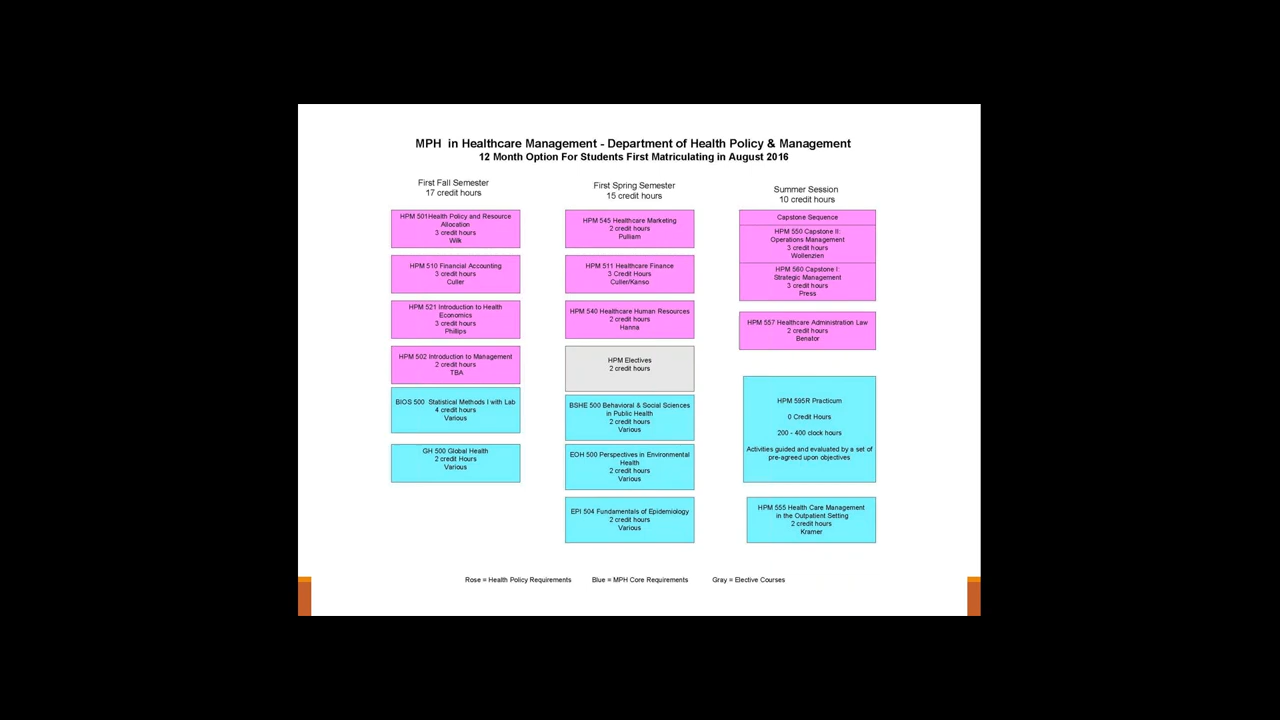 MPH in Healthcare Management - Department of Health Policy & Management
12 Month Option For Students First Matriculating in August 2016
First Fall Semester
17 credit hours
HPM 501Health Policy and Resource
Allocation
3 credit hours
Wilk
HPM 510 Financial Accounting
3 credit hours
Culler
HPM 521 Introduction to Health
Economics
3 credit hours
Phillips
HPM 502 Introduction to Management
2 credit hours
TBA
BIOS 500 Statistical Methods I with Lab
4 credit hours
Various
GH 500 Global Health
2 credit Hours
Various
First Spring Semester
15 credit hours
HPM 545 Healthcare Marketing
2 credit hours
Pulliam
HPM 511 Healthcare Finance
3 Credit Hours
Culler/Kanso
HPM 540 Healthcare Human Resources
2 credit hours
Hanna
HPM Electives
2 credit hours
BSHE 500 Behavioral & Social Sciences
in Public Health
2 credit hours
Various
EOH 500 Perspectives in Environmental
Health
2 credit hours
Various
EPI 504 Fundamentals of Epidemiology
2 credit hours
Various
Summer Session
10 credit hours
Capstone Sequence
HPM 550 Capstone II:
Operations Management
3 credit hours
Wollenzien
HPM 560 Capstone I:
Strategic Management
3 credit hours
Press
HPM 557 Healthcare Administration Law
2 credit hours
Benator
HPM 595R Practicum
0 Credit Hours
200 - 400 clock hours
Activities guided and evaluated by a set of
pre-agreed upon objectives
HPM 555 Health Care Management
in the Outpatient Setting
2 credit hours
Kramer
Rose = Health Policy Requirements Blue = MPH Core Requirements Gray = Elective Courses